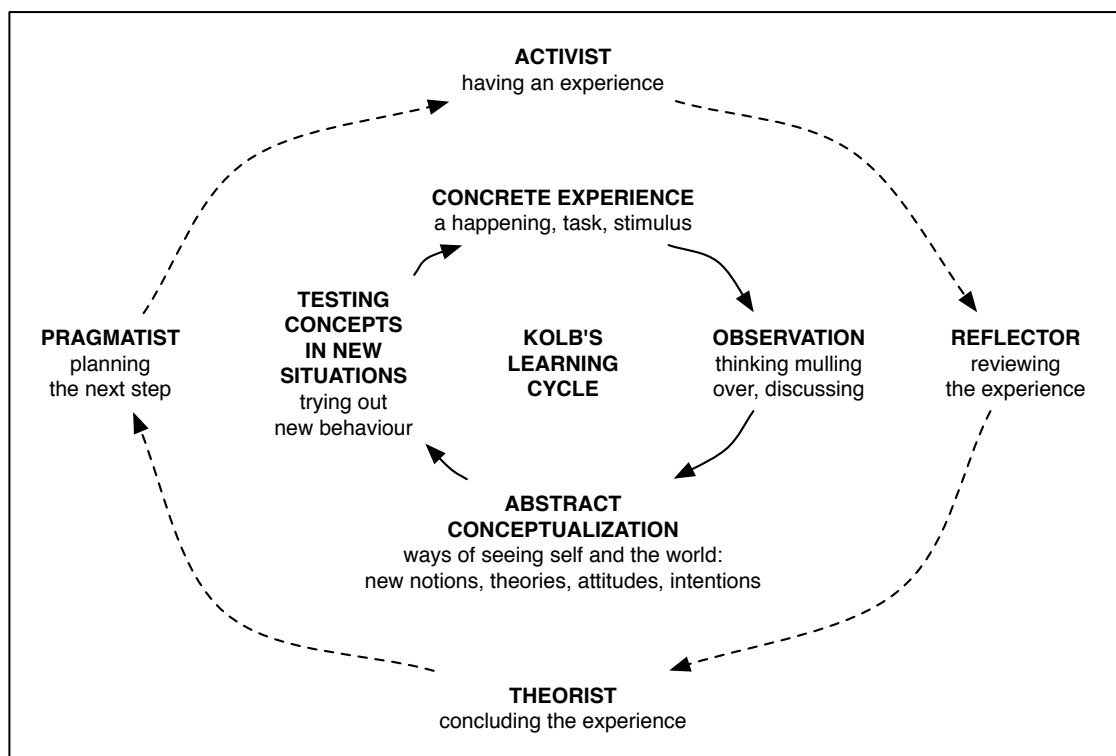 ACTIVIST
having an experience
CONCRETE EXPERIENCE
a happening, task, stimulus
TESTING
CONCEPTS
IN NEW
SITUATIONS
trying out
new behaviour
PRAGMATIST
planning
the next step
KOLB'S
LEARNING
CYCLE
OBSERVATION
thinking mulling
over, discussing
REFLECTOR
reviewing
the experience
ABSTRACT
CONCEPTUALIZATION
ways of seeing self and the world:
new notions, theories, attitudes, intentions
THEORIST
concluding the experience